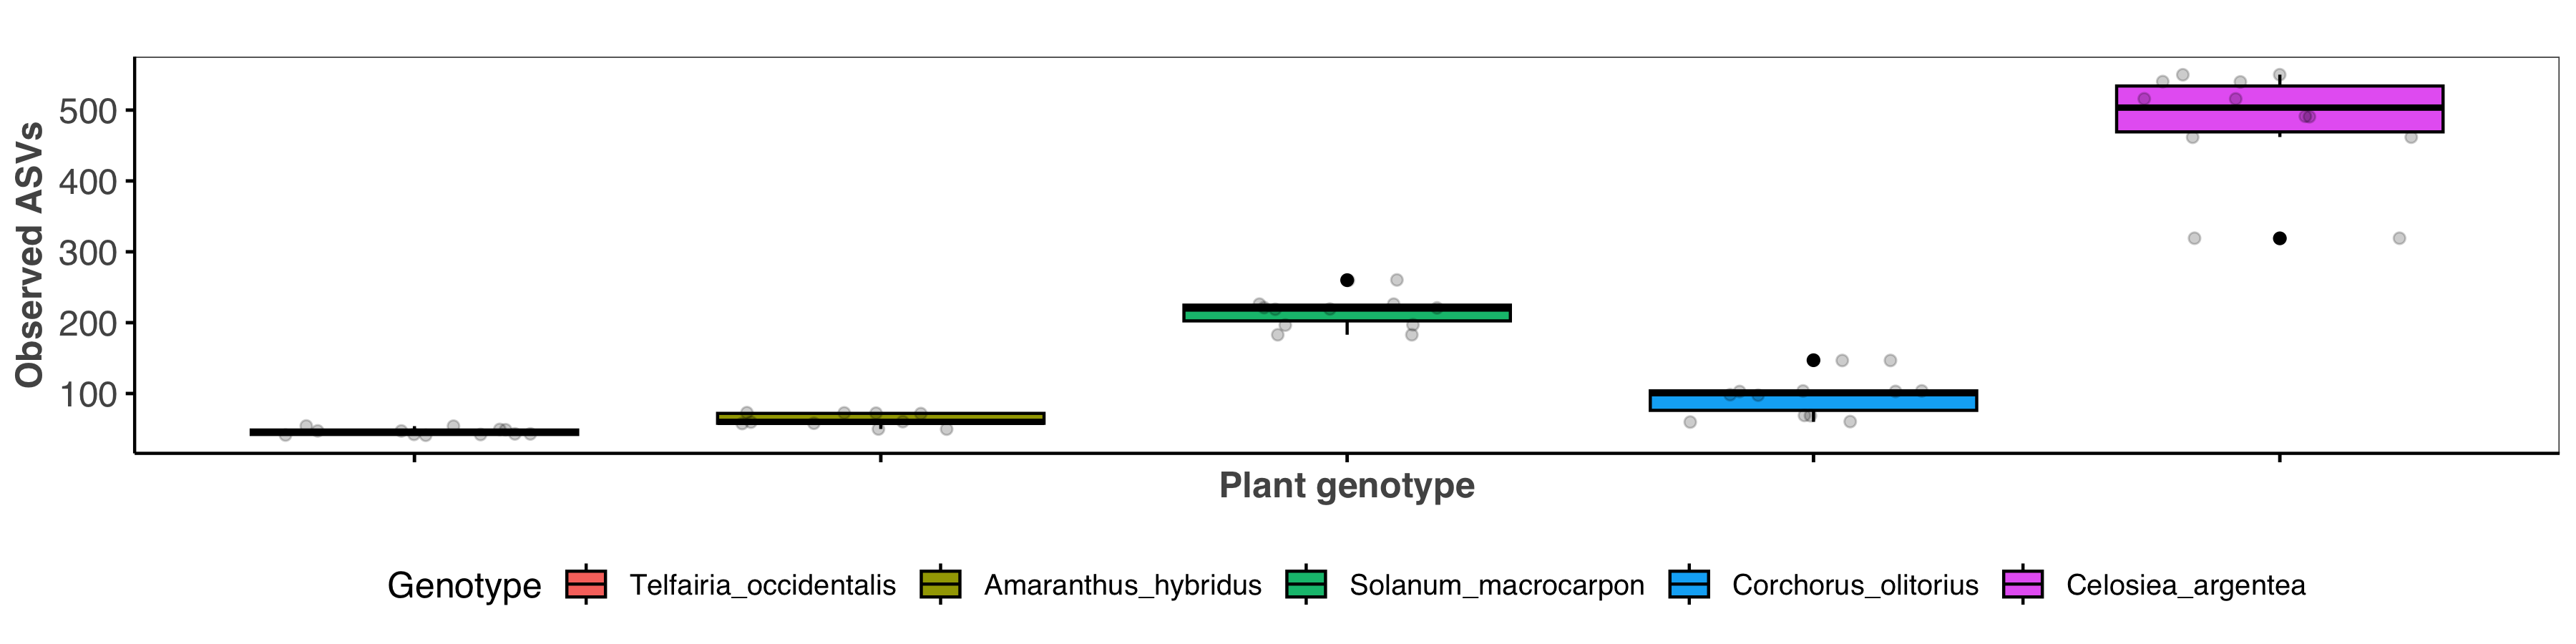 Observed ASVs
500
400
300
200
100
Plant genotype
Genotype Telfairia_occidentalis Amaranthus_hybridus Solanum_macrocarpon Corchorus_olitorius Celosiea_argentea